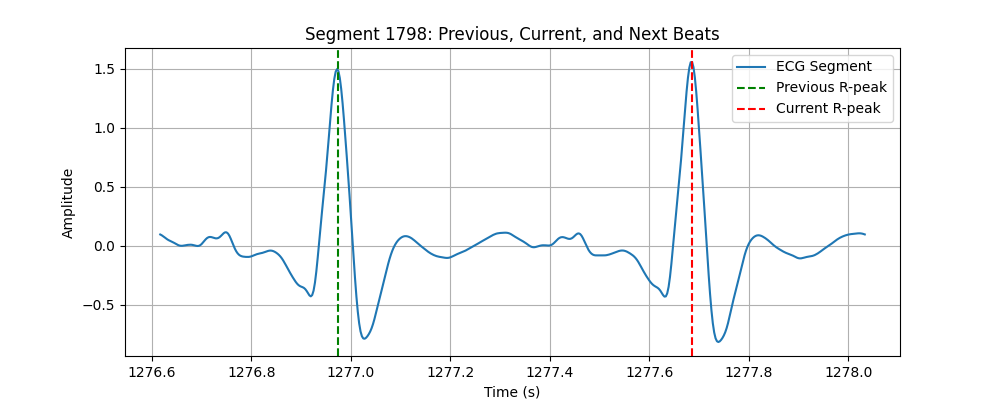 Segment 1798: Previous, Current, and Next Beats
ECG Segment
Previous R-peak
Current R-peak
Amplitude
1.5
1.0
0.5
0.0
−0.5
1276.6 1276.8 1277.0 1277.2 1277.4 1277.6 1277.8 1278.0
Time (s)